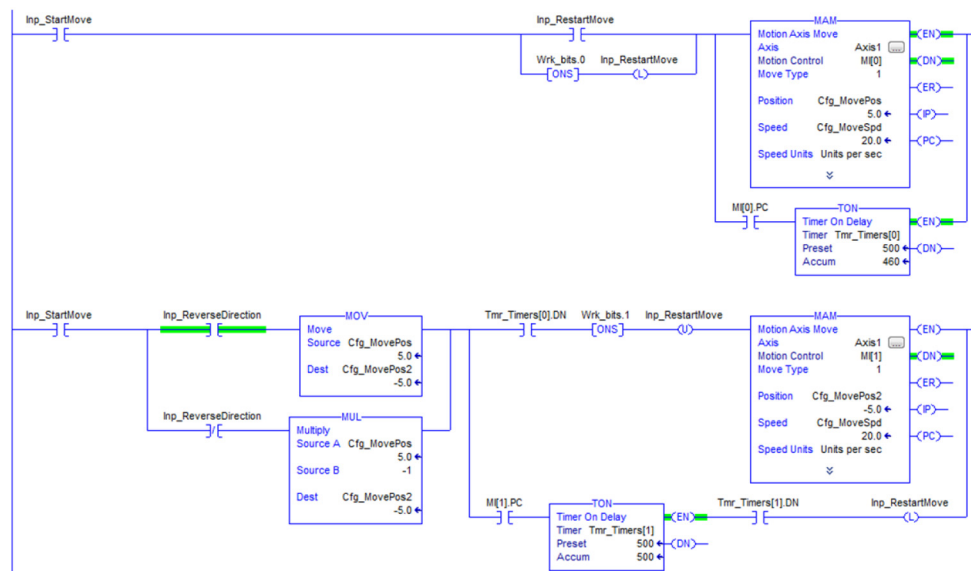 Inp_StartMove
Inp_RestartMove
Wrk_bits.0
Inp_RestartMove
ONS
L
MAM
Motion Axis Move
Axis Axis1 ...
Motion Control MI[0]
Move Type 1
Position Cfg_MovePos
5.0
Speed Cfg_MoveSpd
20.0
Speed Units Units per sec
EN
DN
ER
IP
PC
MI[0].PC
TON
Timer On Delay
Timer Tmr_Timers[0]
Preset 500
Accum 460
EN
DN
Inp_StartMove
Inp_ReverseDirection
MOV
Move
Source Cfg_MovePos
5.0
Dest Cfg_MovePos2
-5.0
Inp_ReverseDirection
MUL
Multiply
Source A Cfg_MovePos
5.0
Source B -1
Dest Cfg_MovePos2
-5.0
Tmr_Timers[0].DN
Wrk_bits.1
Inp_RestartMove
ONS
U
MAM
Motion Axis Move
Axis Axis1 ...
Motion Control MI[1]
Move Type 1
Position Cfg_MovePos2
-5.0
Speed Cfg_MoveSpd
20.0
Speed Units Units per sec
EN
DN
ER
IP
PC
MI[1].PC
TON
Timer On Delay
Timer Tmr_Timers[1]
Preset 500
Accum 500
EN
DN
Tmr_Timers[1].DN
Inp_RestartMove
L